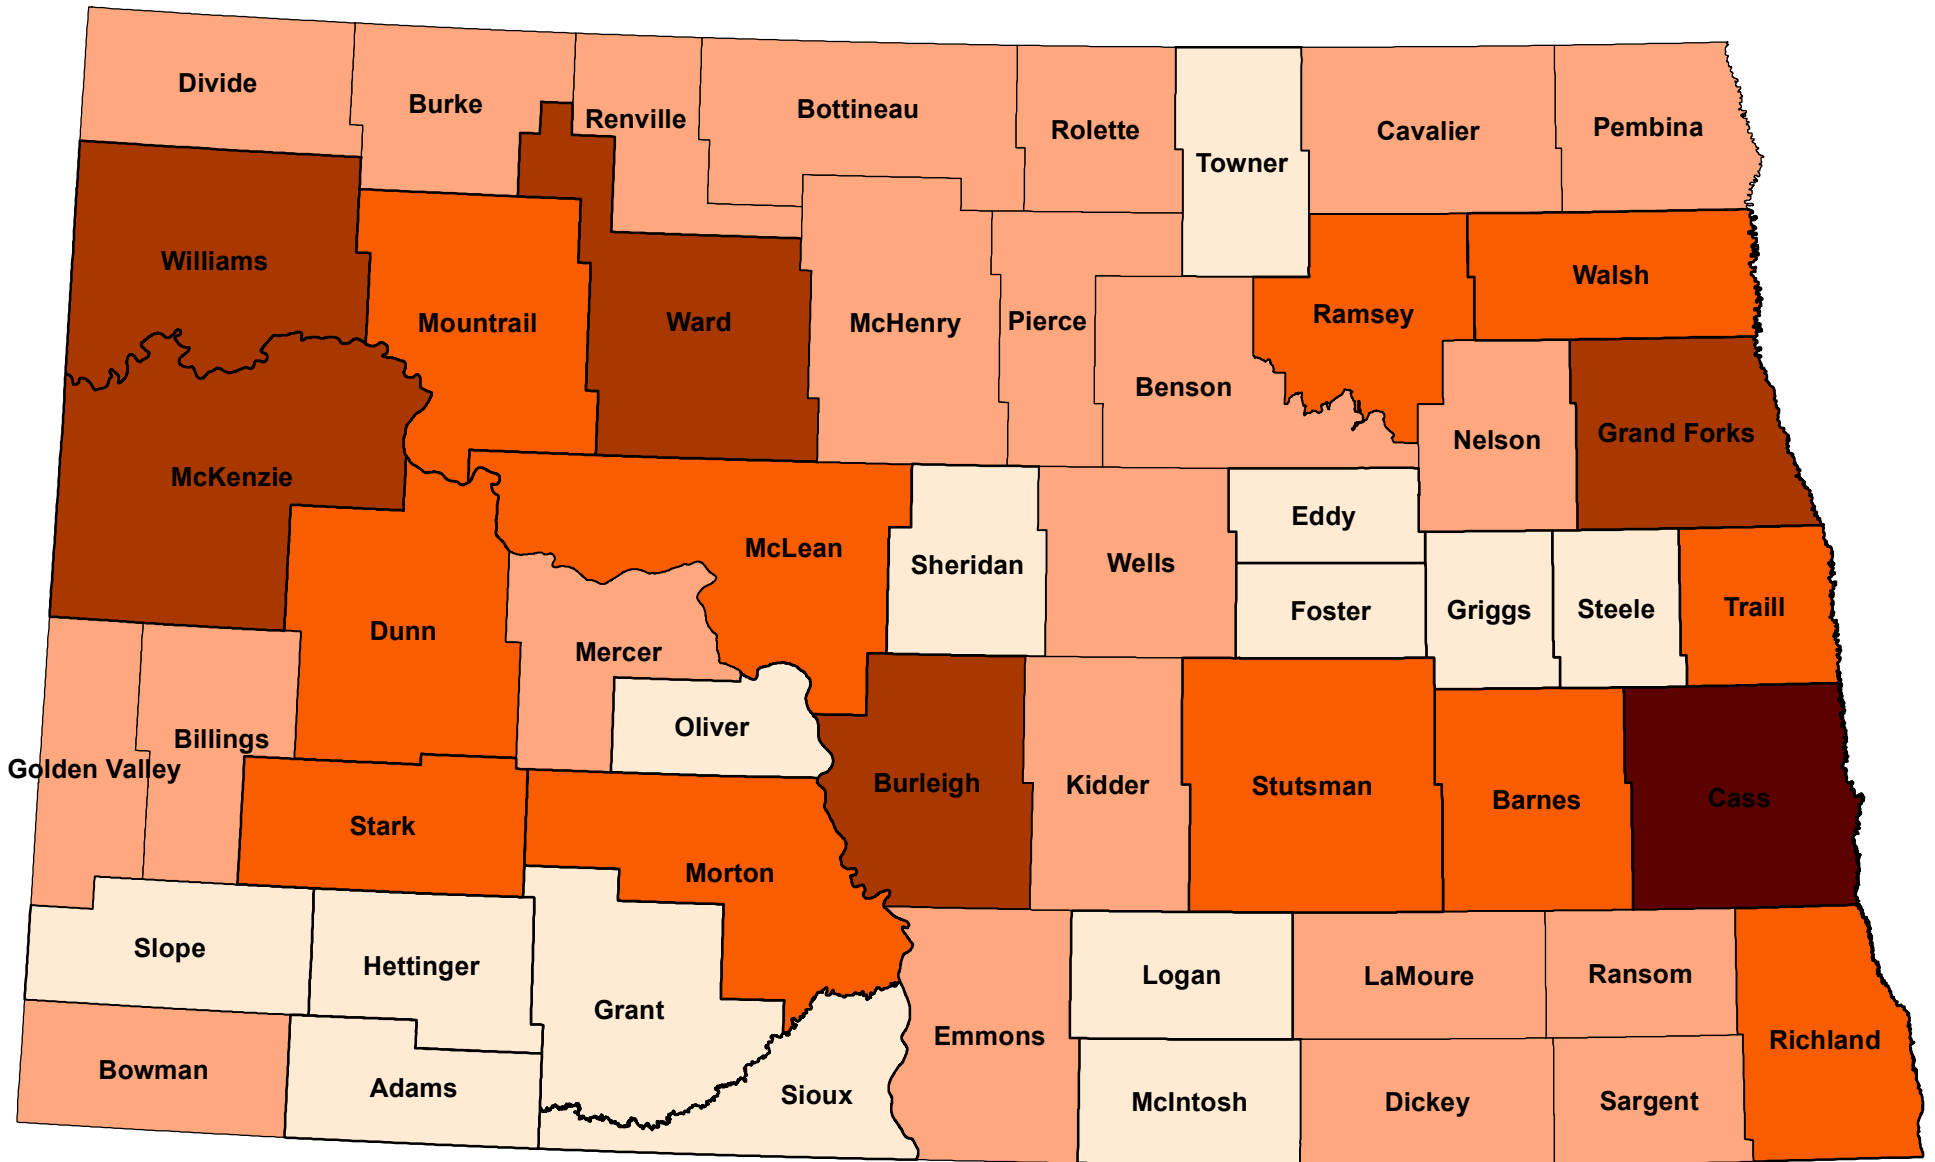 Divide
Burke
Renville
Bottineau
Rolette
Towner
Cavalier
Pembina
Williams
Mountrail
Ward
McHenry
Pierce
Benson
Ramsey
Walsh
McKenzie
Nelson
Grand Forks
McLean
Sheridan
Wells
Eddy
Foster
Griggs
Steele
Traill
Dunn
Mercer
Oliver
Golden Valley
Billings
Stark
Morton
Burleigh
Kidder
Stutsman
Barnes
Cass
Slope
Hettinger
Grant
Emmons
Logan
LaMoure
Ransom
Richland
Bowman
Adams
Sioux
McIntosh
Dickey
Sargent